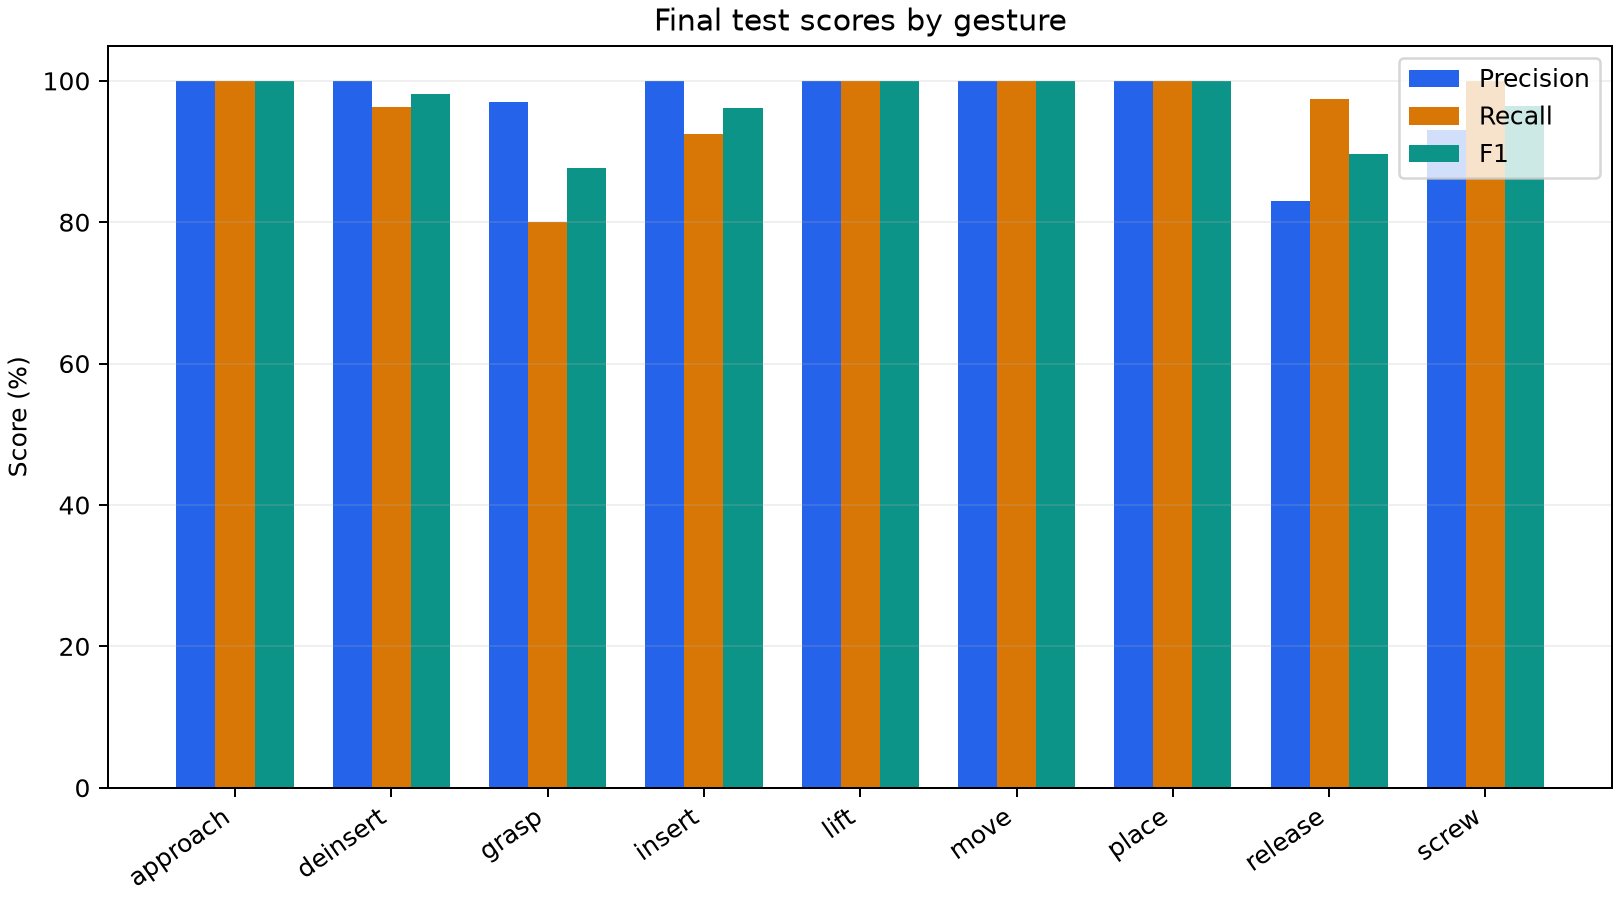 Final test scores by gesture
Precision
Recall
F1
Score (%)
100
80
60
40
20
0
approach
deinsert
grasp
insert
lift
move
place
release
screw